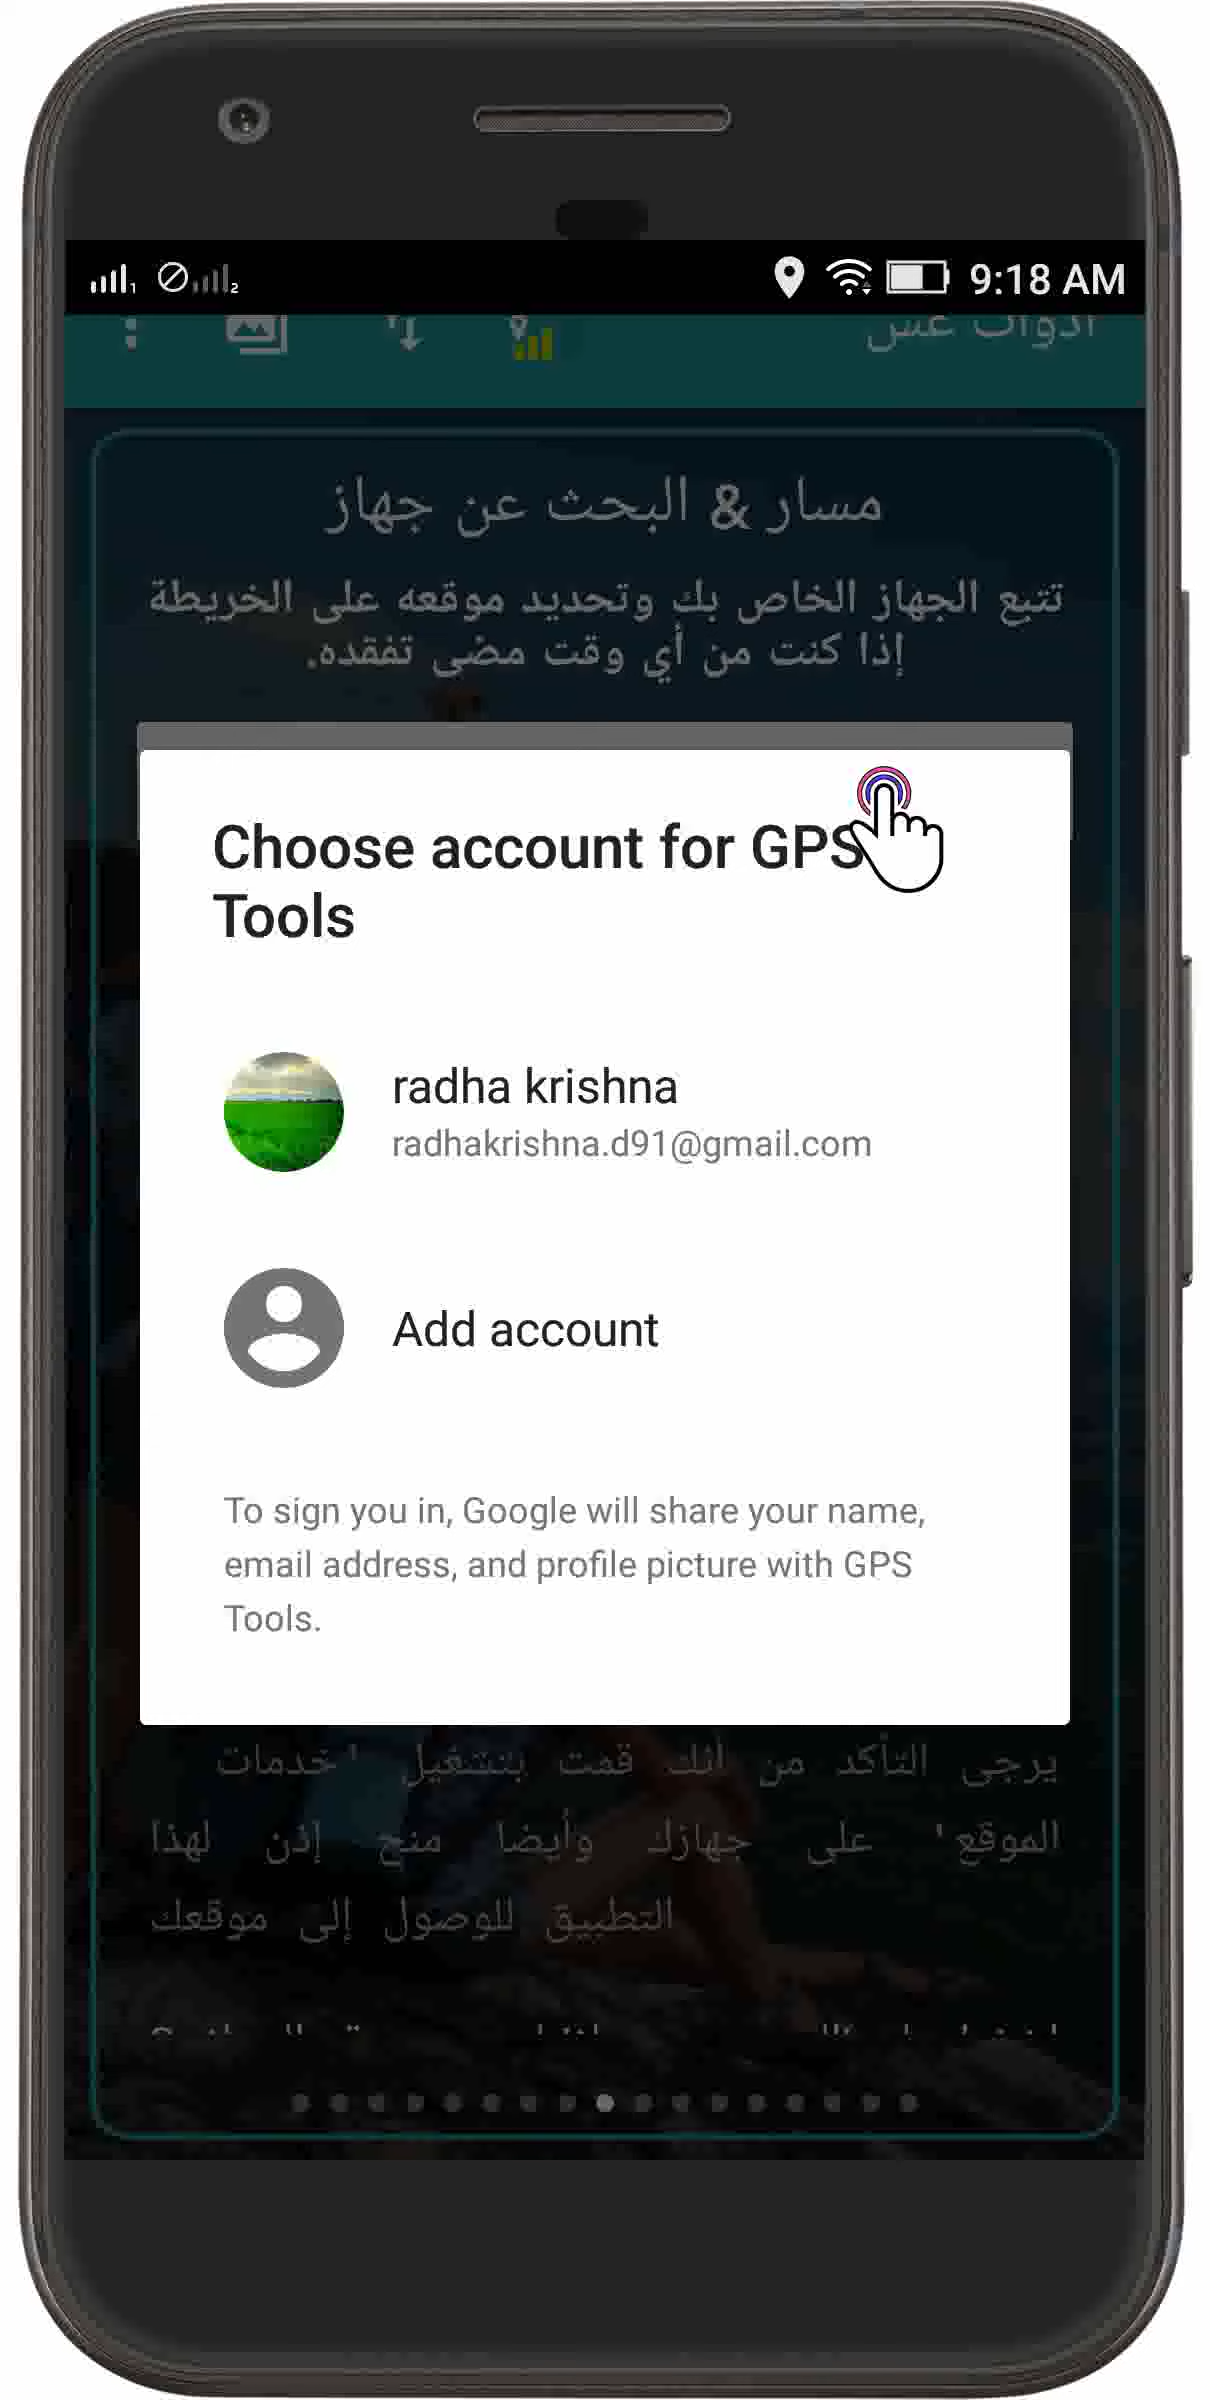 9:18 AM
أدوات غس
مسار & البحث عن جهاز
تتبع الجهاز الخاص بك وتحديد موقعه على الخريطة
إذا كنت من أي وقت مضى تفقده.
Choose account for GPS
Tools
radha krishna
radhakrishna.d91@gmail.com
Add account
To sign you in, Google will share your name,
email address, and profile picture with GPS
Tools.
يرجى التأكد من أنك قمت بتشغيل 'خدمات
الموقع' على جهازك وأيضا منح إذن لهذا
التطبيق للوصول إلى موقعك